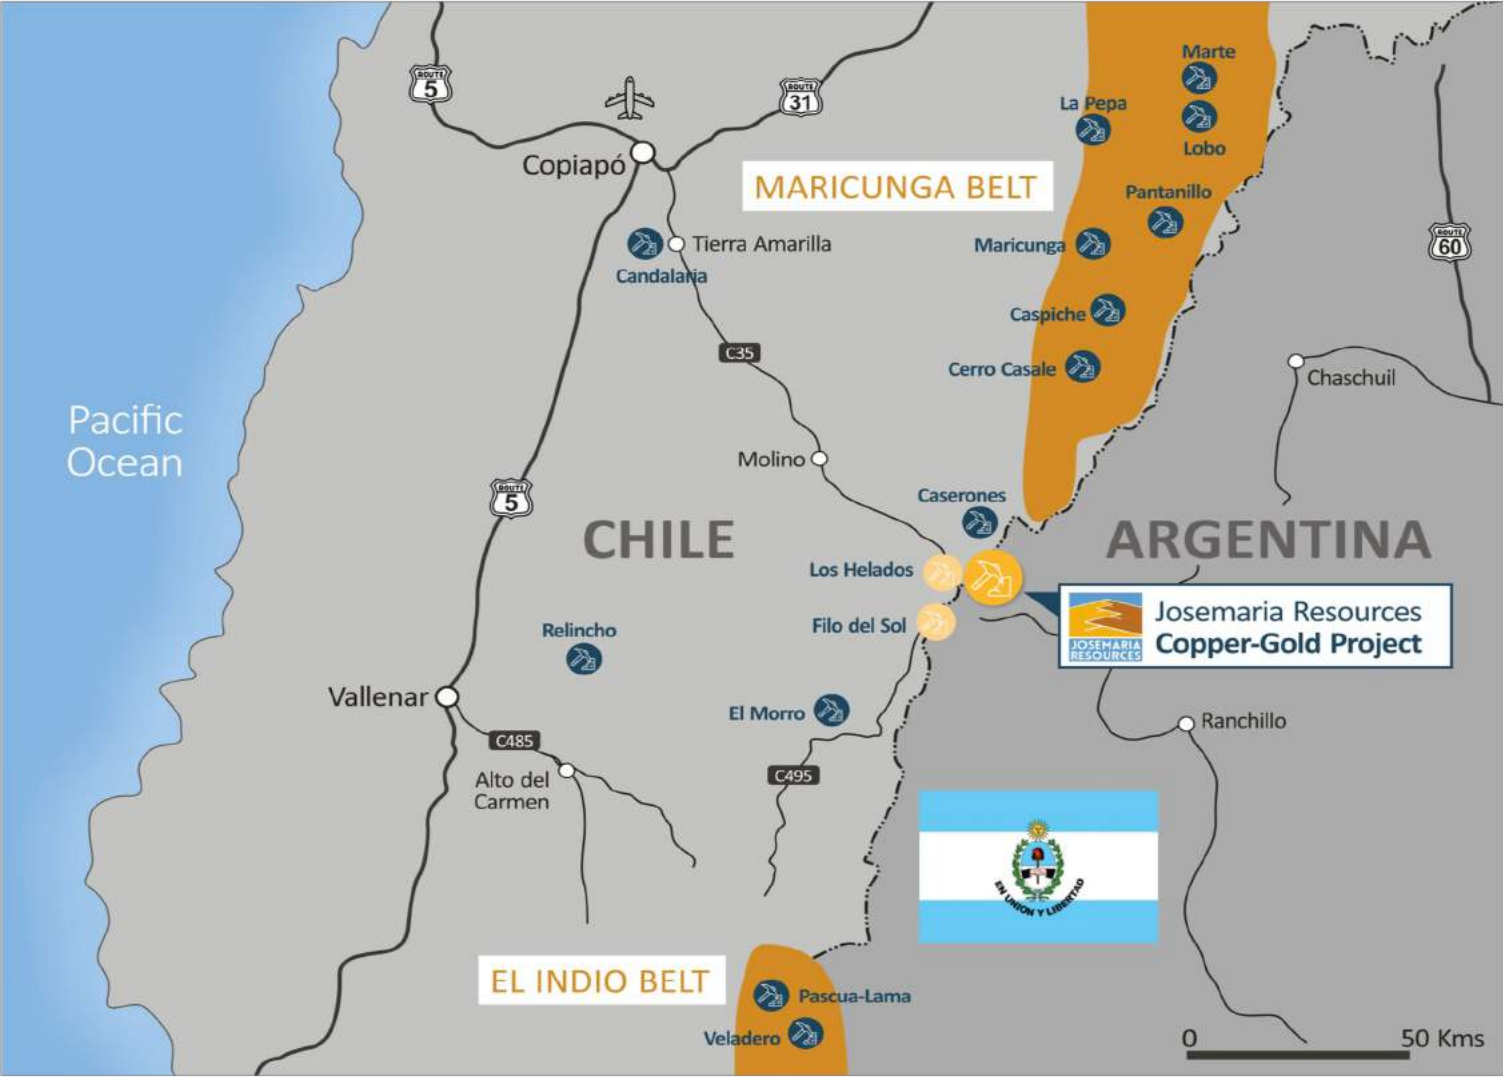 ROUTE
5
ROUTE
31
Marte
La Pepa
Lobo
Copiapó
MARICUNGA BELT
Pantanillo
Tierra Amarilla
Candalaria
Maricunga
ROUTE
60
Caspiche
C35
Cerro Casale
Chaschuil
Pacific
Ocean
Molino
ROUTE
5
Caserones
CHILE
ARGENTINA
Los Helados
Filo del Sol
JOSEMARIA
RESOURCES
Josemaria Resources
Copper-Gold Project
Relincho
Vallenar
El Morro
Ranchillo
C485
C495
Alto del
Carmen
EN UNION Y LIBERTAD
EL INDIO BELT
Pascua-Lama
Veladero
0
50 Kms